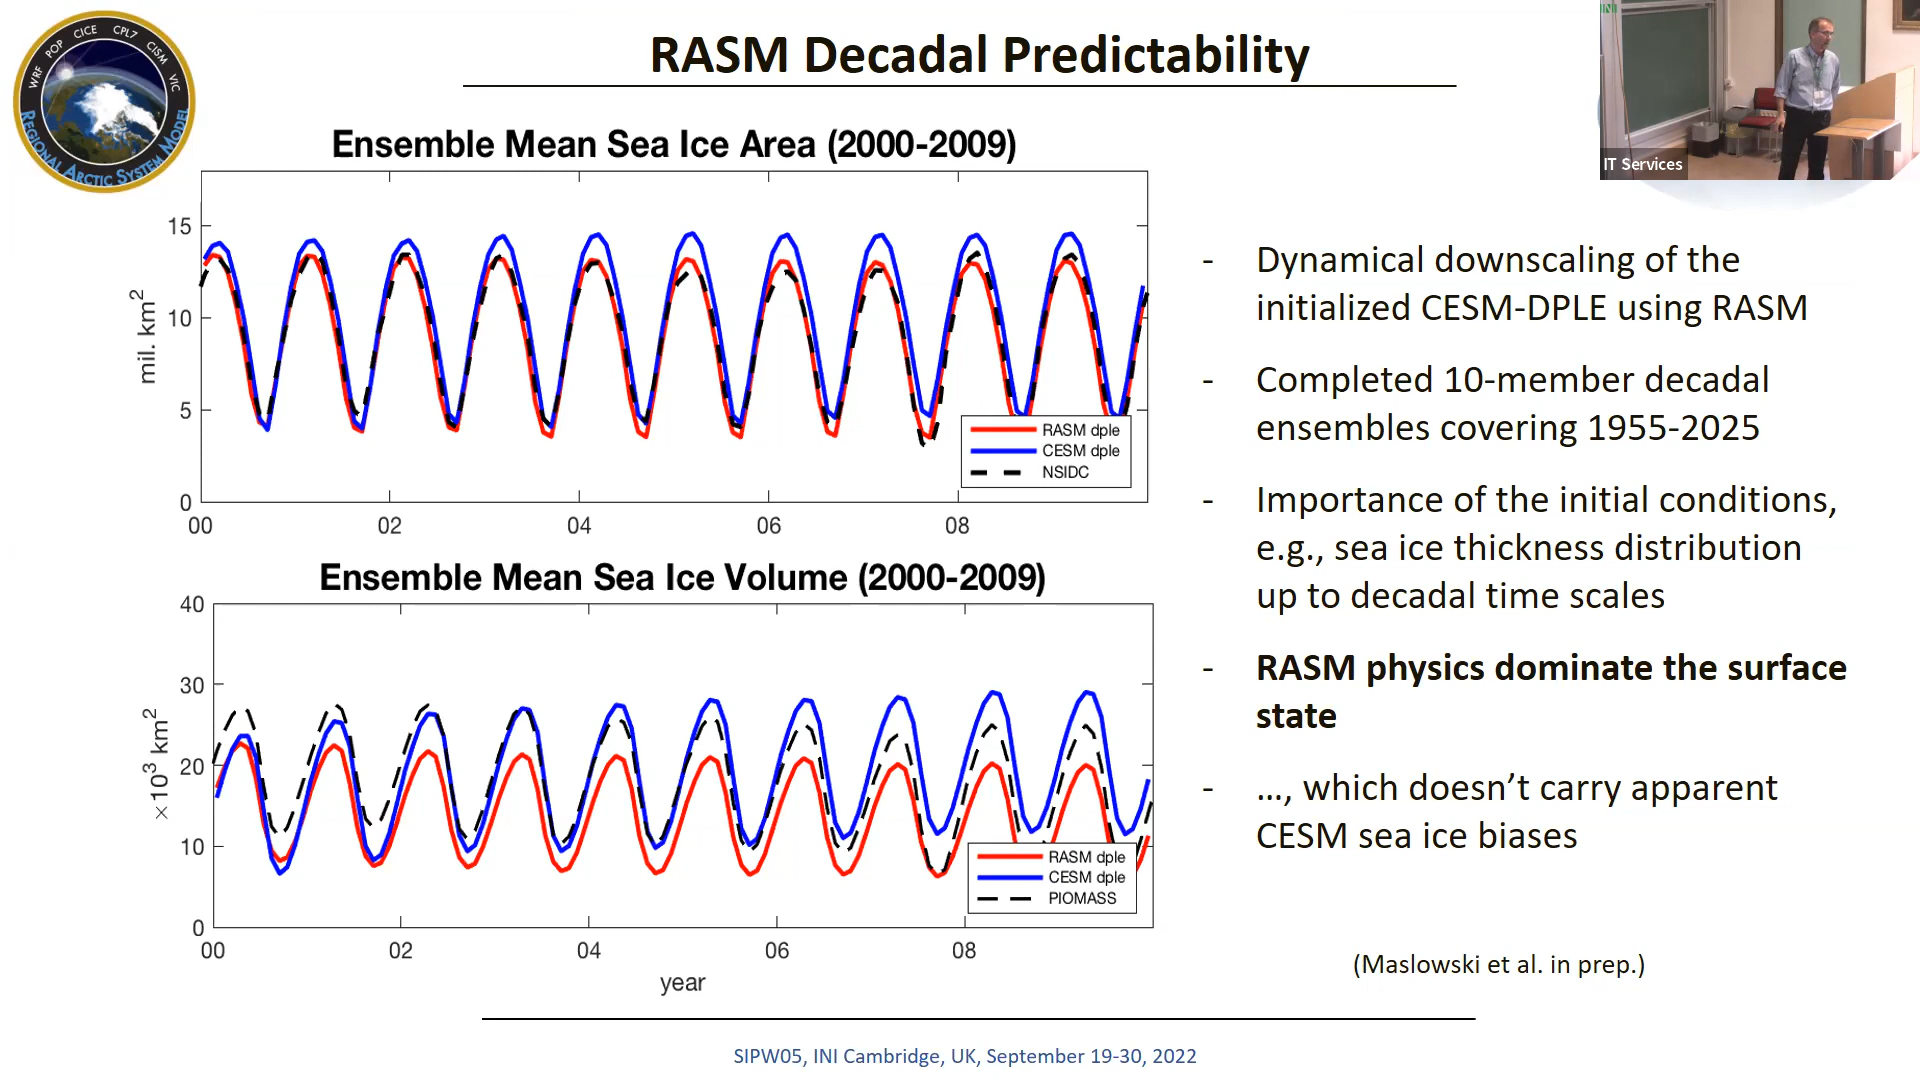 RASM Decadal Predictability
WRF POP CICE CPL7 CISM VIC
REGIONAL ARCTIC SYSTEM MODEL
INI
IT Services
Ensemble Mean Sea Ice Area (2000-2009)
mil. km²
15
10
5
0
00 02 04 06 08
RASM dple
CESM dple
NSIDC
Ensemble Mean Sea Ice Volume (2000-2009)
×10³ km²
40
30
20
10
0
00 02 04 06 08
year
RASM dple
CESM dple
PIOMASS
- Dynamical downscaling of the
initialized CESM-DPLE using RASM
- Completed 10-member decadal
ensembles covering 1955-2025
- Importance of the initial conditions,
e.g., sea ice thickness distribution
up to decadal time scales
- RASM physics dominate the surface
state
- …, which doesn’t carry apparent
CESM sea ice biases
(Maslowski et al. in prep.)
SIPW05, INI Cambridge, UK, September 19-30, 2022